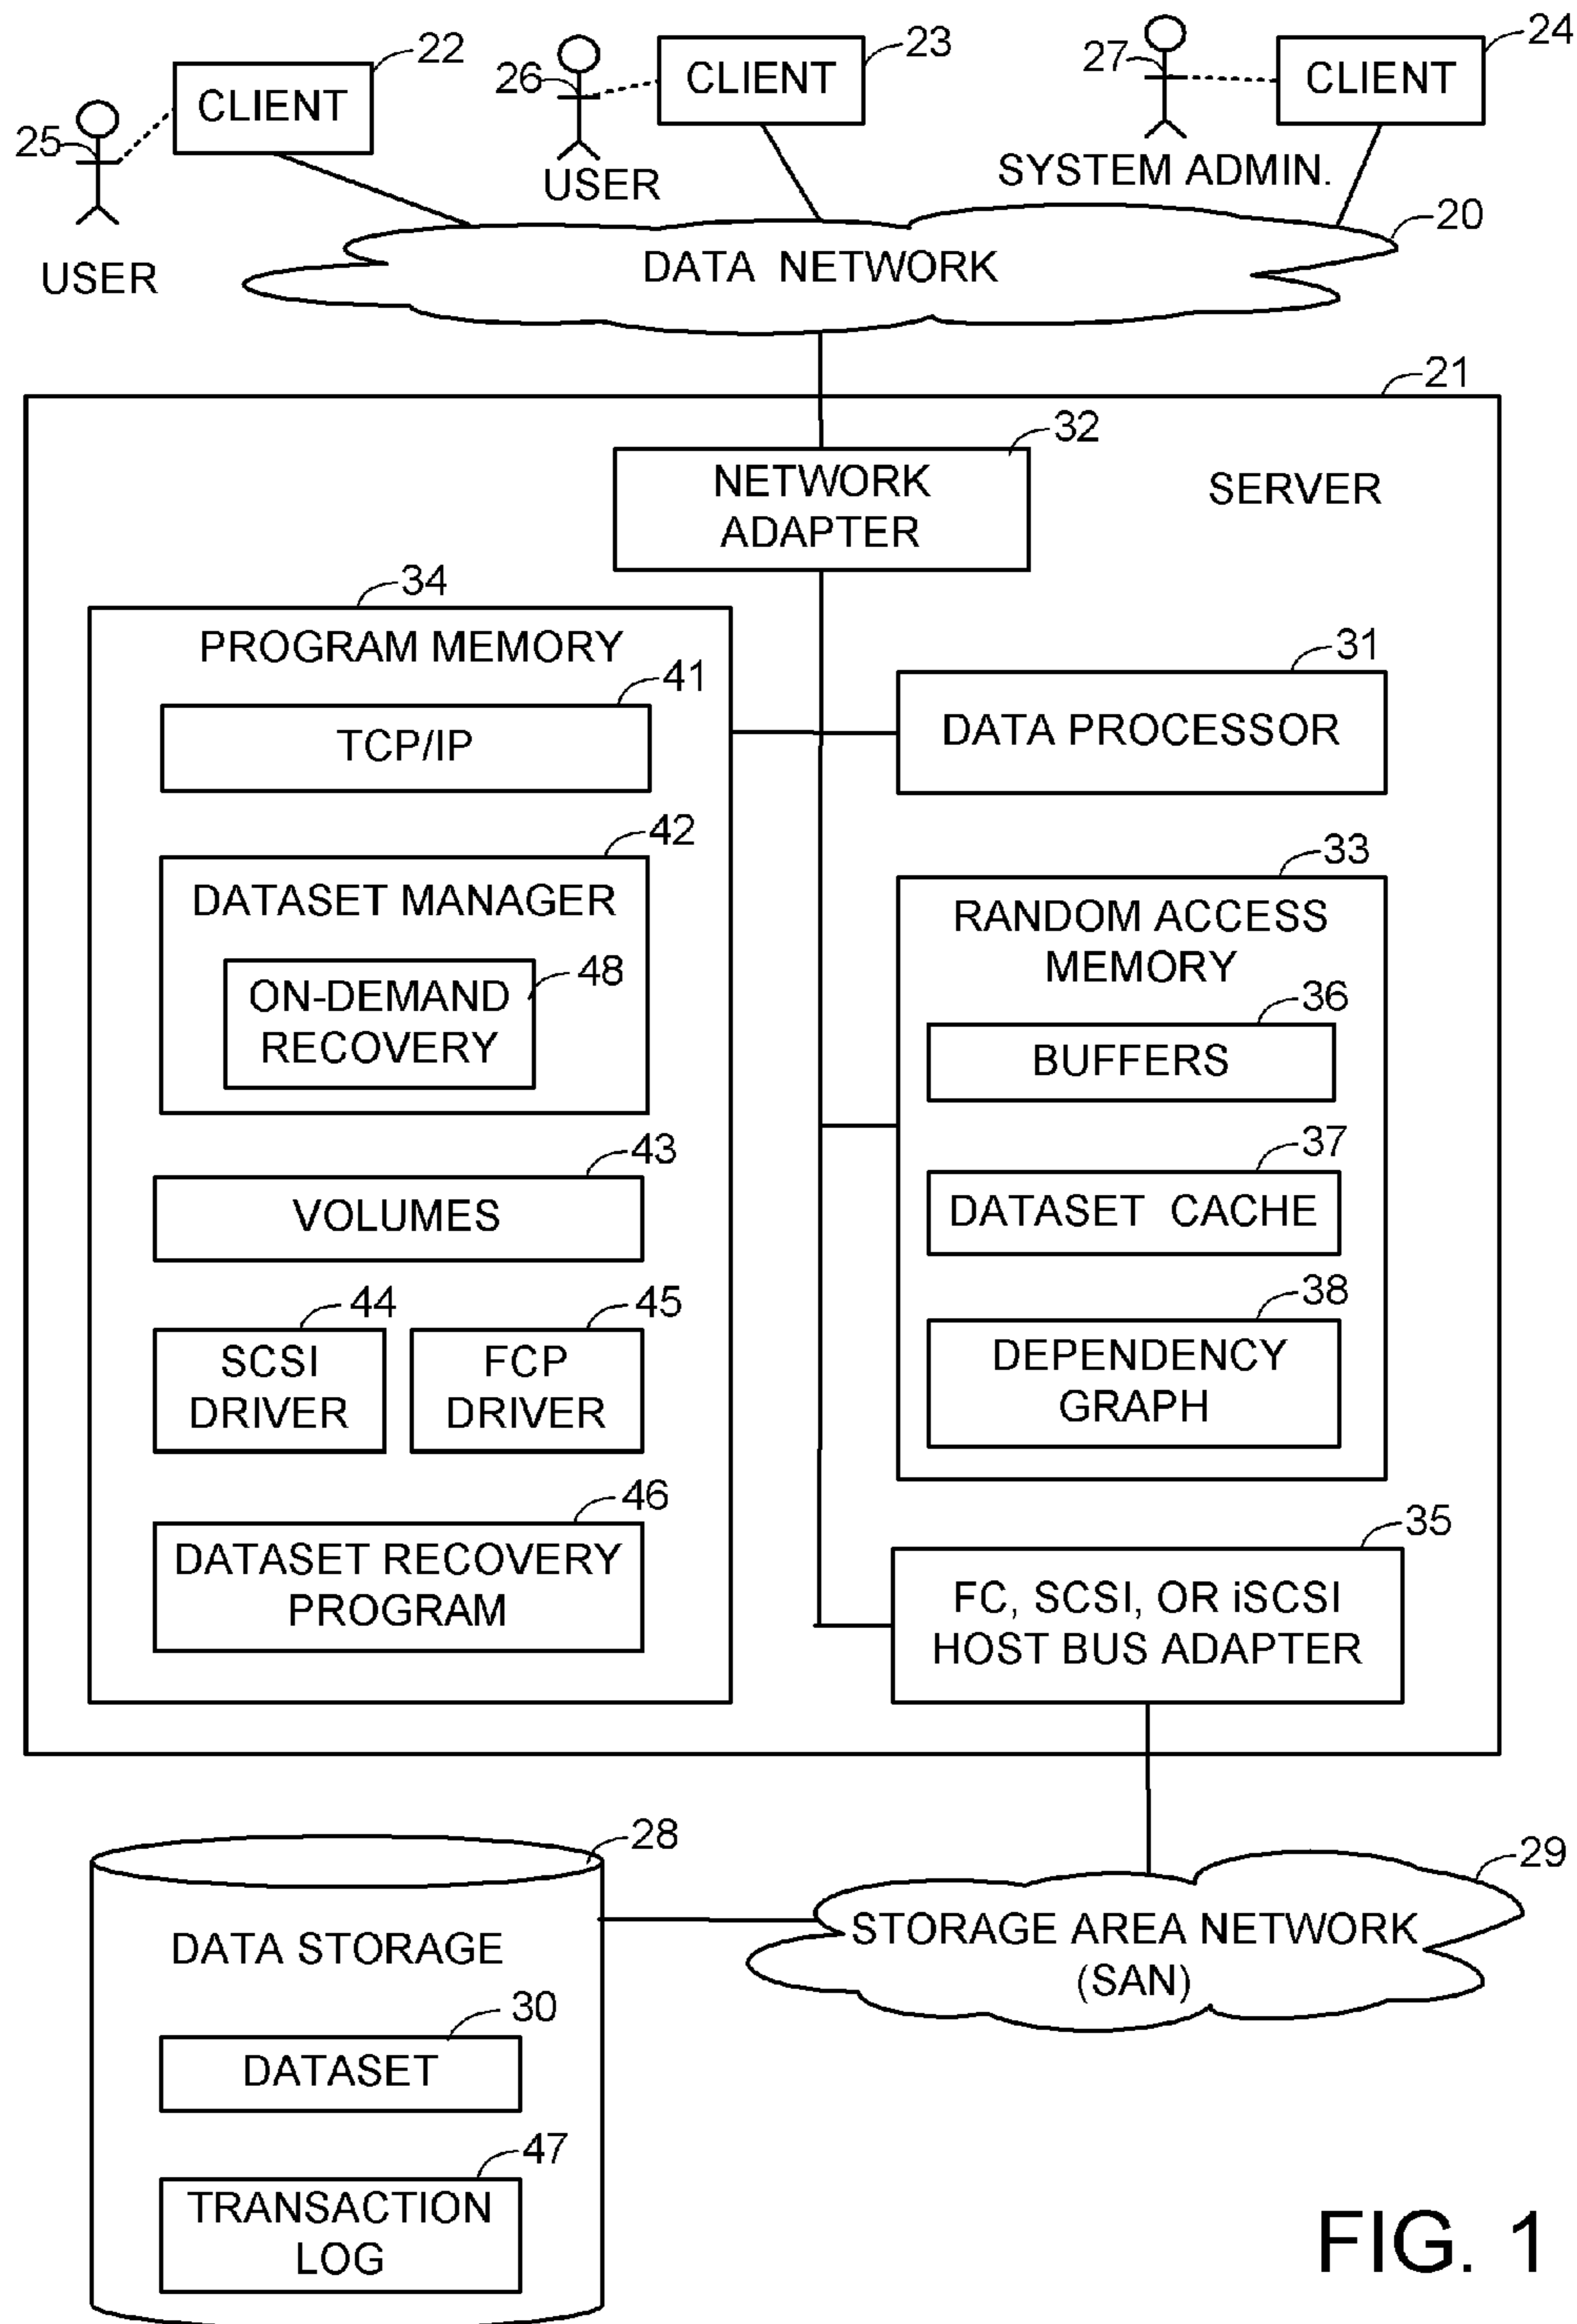 22
CLIENT
25
USER
26
USER
23
CLIENT
27
SYSTEM ADMIN.
24
CLIENT
20
DATA NETWORK
21
SERVER
32
NETWORK
ADAPTER
34
PROGRAM MEMORY
41
TCP/IP
42
DATASET MANAGER
48
ON-DEMAND
RECOVERY
43
VOLUMES
44
SCSI
DRIVER
45
FCP
DRIVER
46
DATASET RECOVERY
PROGRAM
31
DATA PROCESSOR
33
RANDOM ACCESS
MEMORY
36
BUFFERS
37
DATASET CACHE
38
DEPENDENCY
GRAPH
35
FC, SCSI, OR iSCSI
HOST BUS ADAPTER
28
DATA STORAGE
30
DATASET
47
TRANSACTION
LOG
29
STORAGE AREA NETWORK
(SAN)
FIG. 1